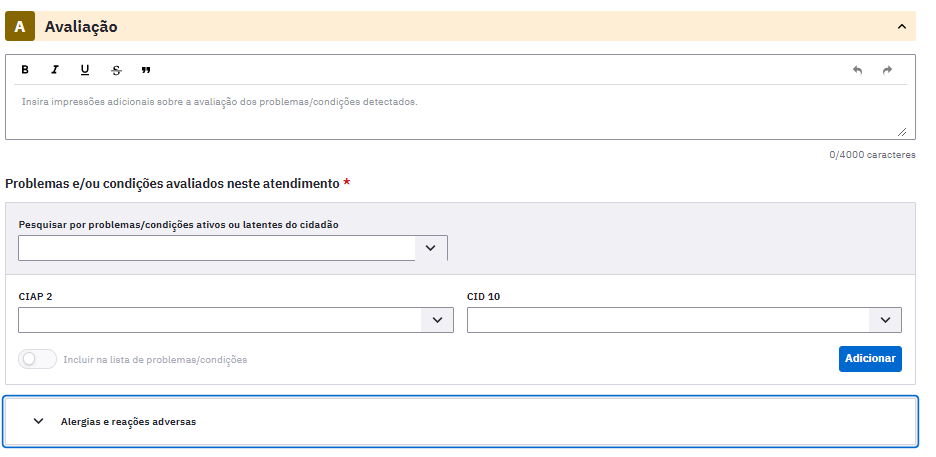 A Avaliação
B I U S "
Insira impressões adicionais sobre a avaliação dos problemas/condições detectados.
0/4000 caracteres
Problemas e/ou condições avaliados neste atendimento *
Pesquisar por problemas/condições ativos ou latentes do cidadão
CIAP 2 CID 10
Incluir na lista de problemas/condições Adicionar
Alergias e reações adversas